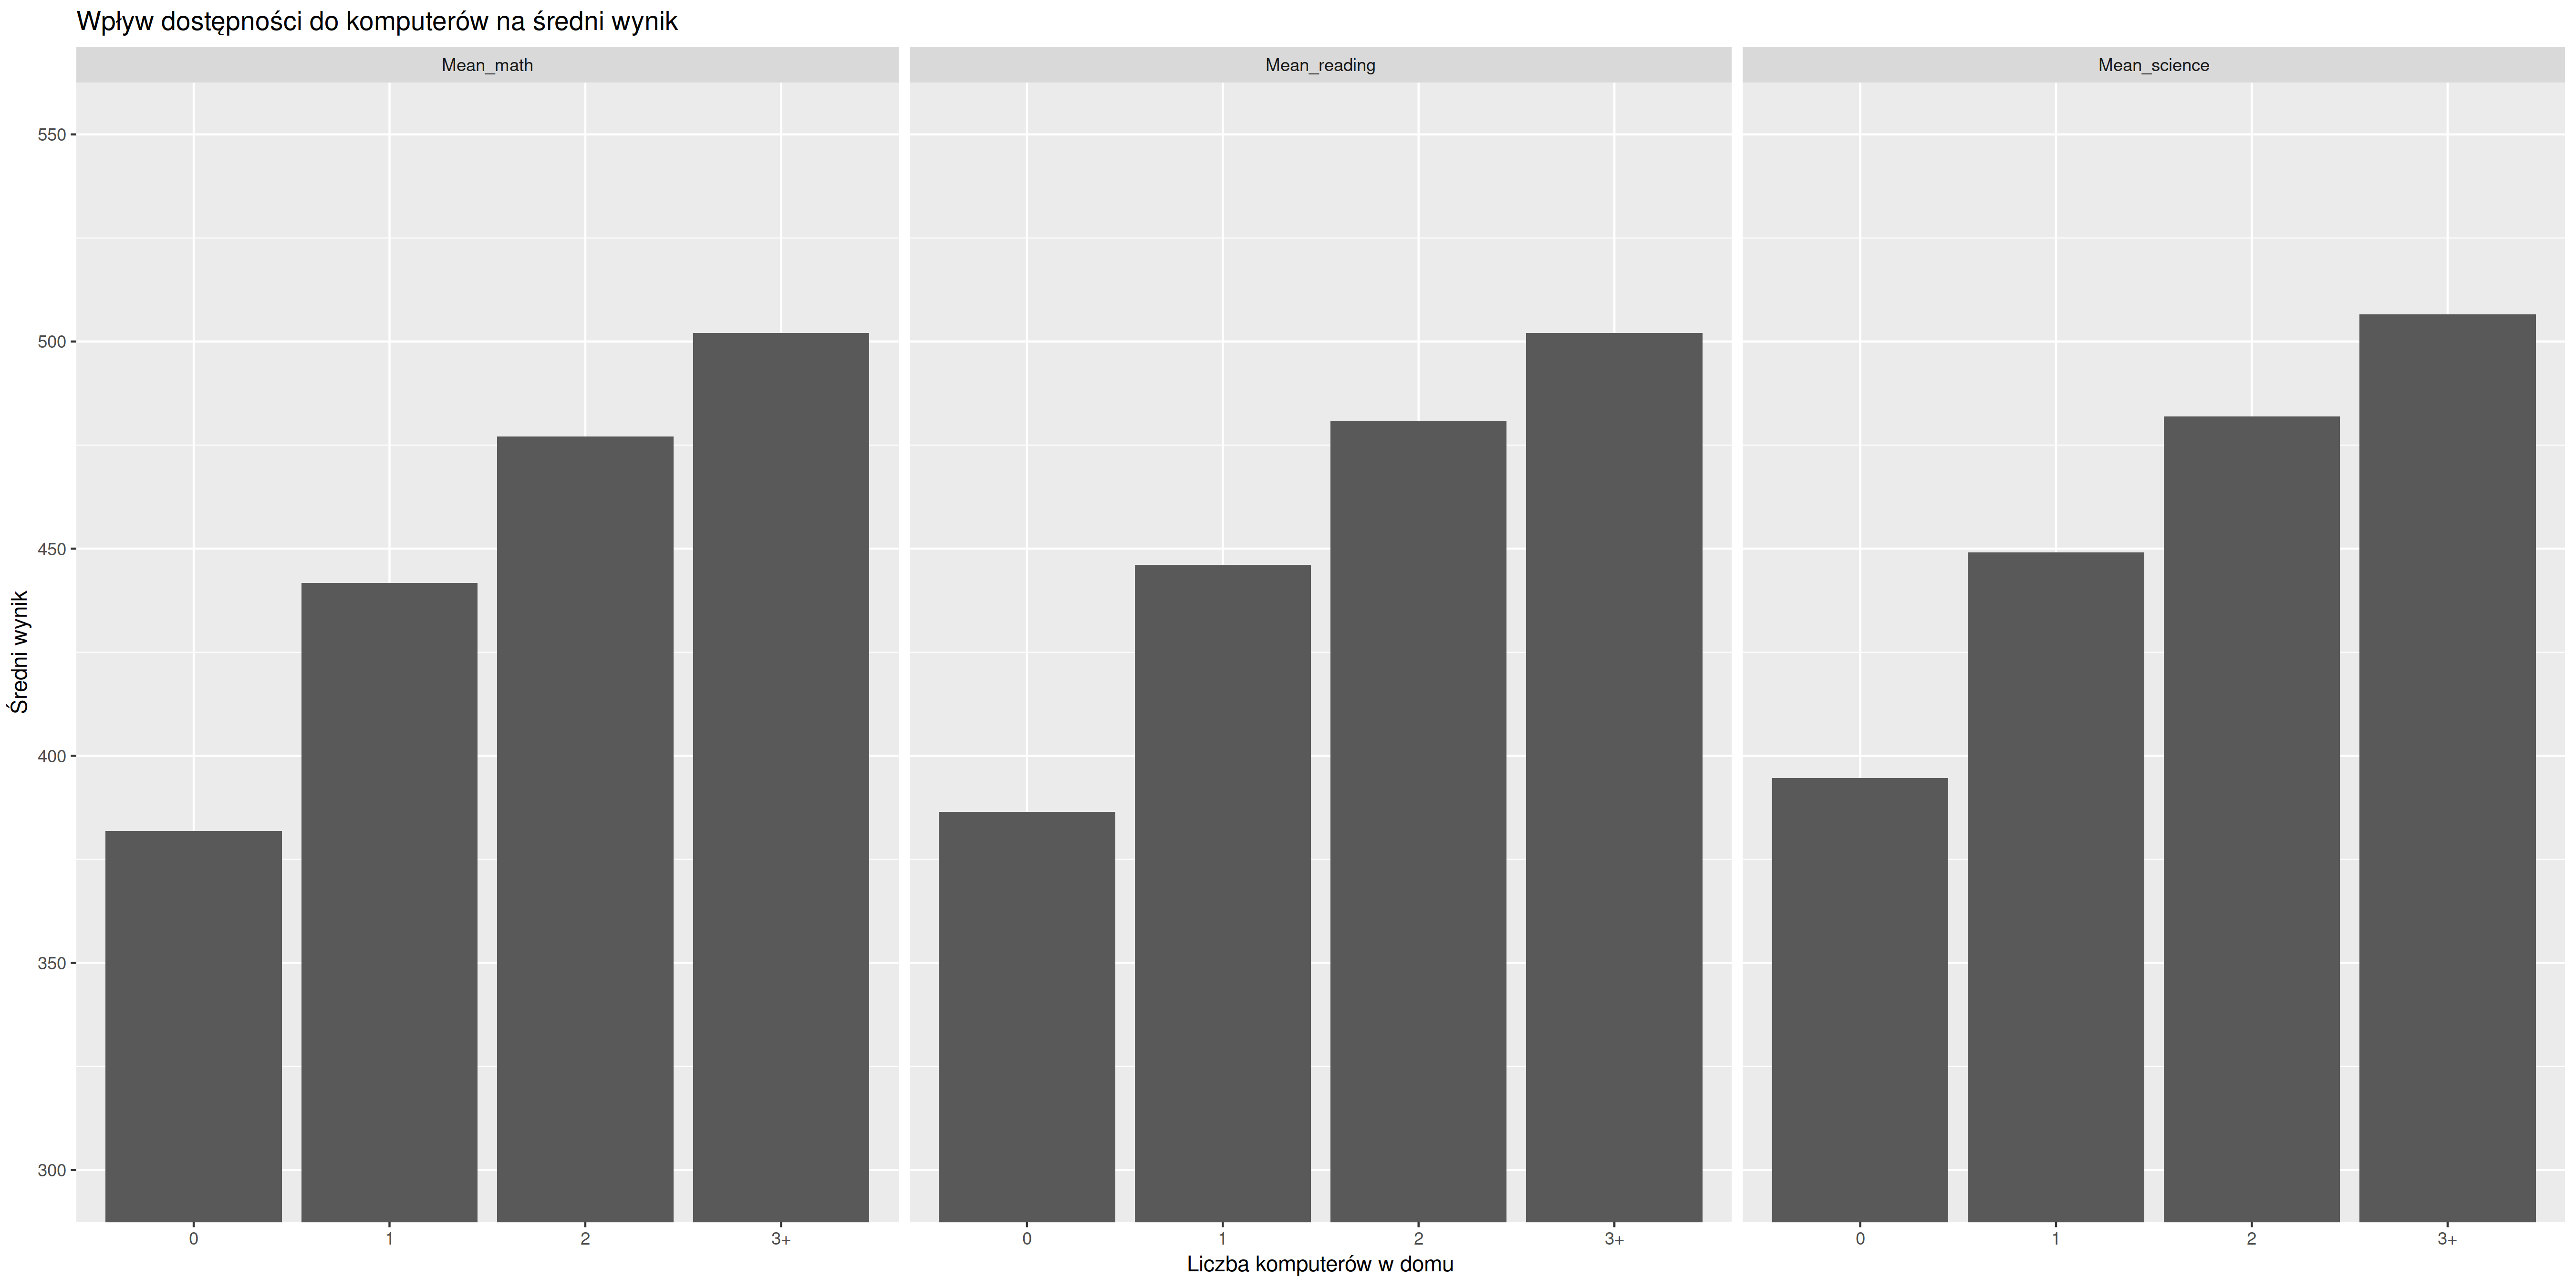 Wpływ dostępności do komputerów na średni wynik
Mean_math
Mean_reading
Mean_science
Średni wynik
550
500
450
400
350
300
0 1 2 3+
0 1 2 3+
0 1 2 3+
Liczba komputerów w domu